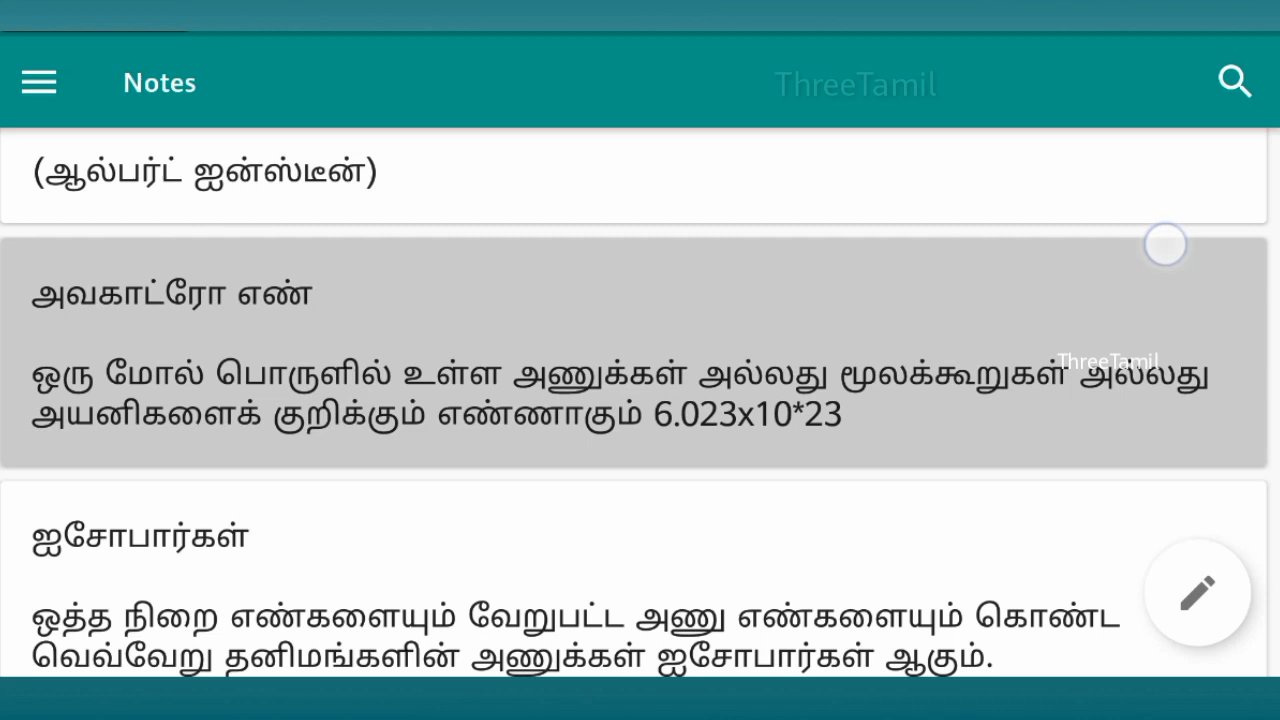 Notes
ThreeTamil
(ஆல்பர்ட் ஐன்ஸ்டீன்)
அவகாட்ரோ எண்
ThreeTamil
ஒரு மோல் பொருளில் உள்ள அணுக்கள் அல்லது மூலக்கூறுகள் அல்லது
அயனிகளைக் குறிக்கும் எண்ணாகும் 6.023x10*23
ஐசோபார்கள்
ஒத்த நிறை எண்களையும் வேறுபட்ட அணு எண்களையும் கொண்ட
வெவ்வேறு தனிமங்களின் அணுக்கள் ஐசோபார்கள் ஆகும்.